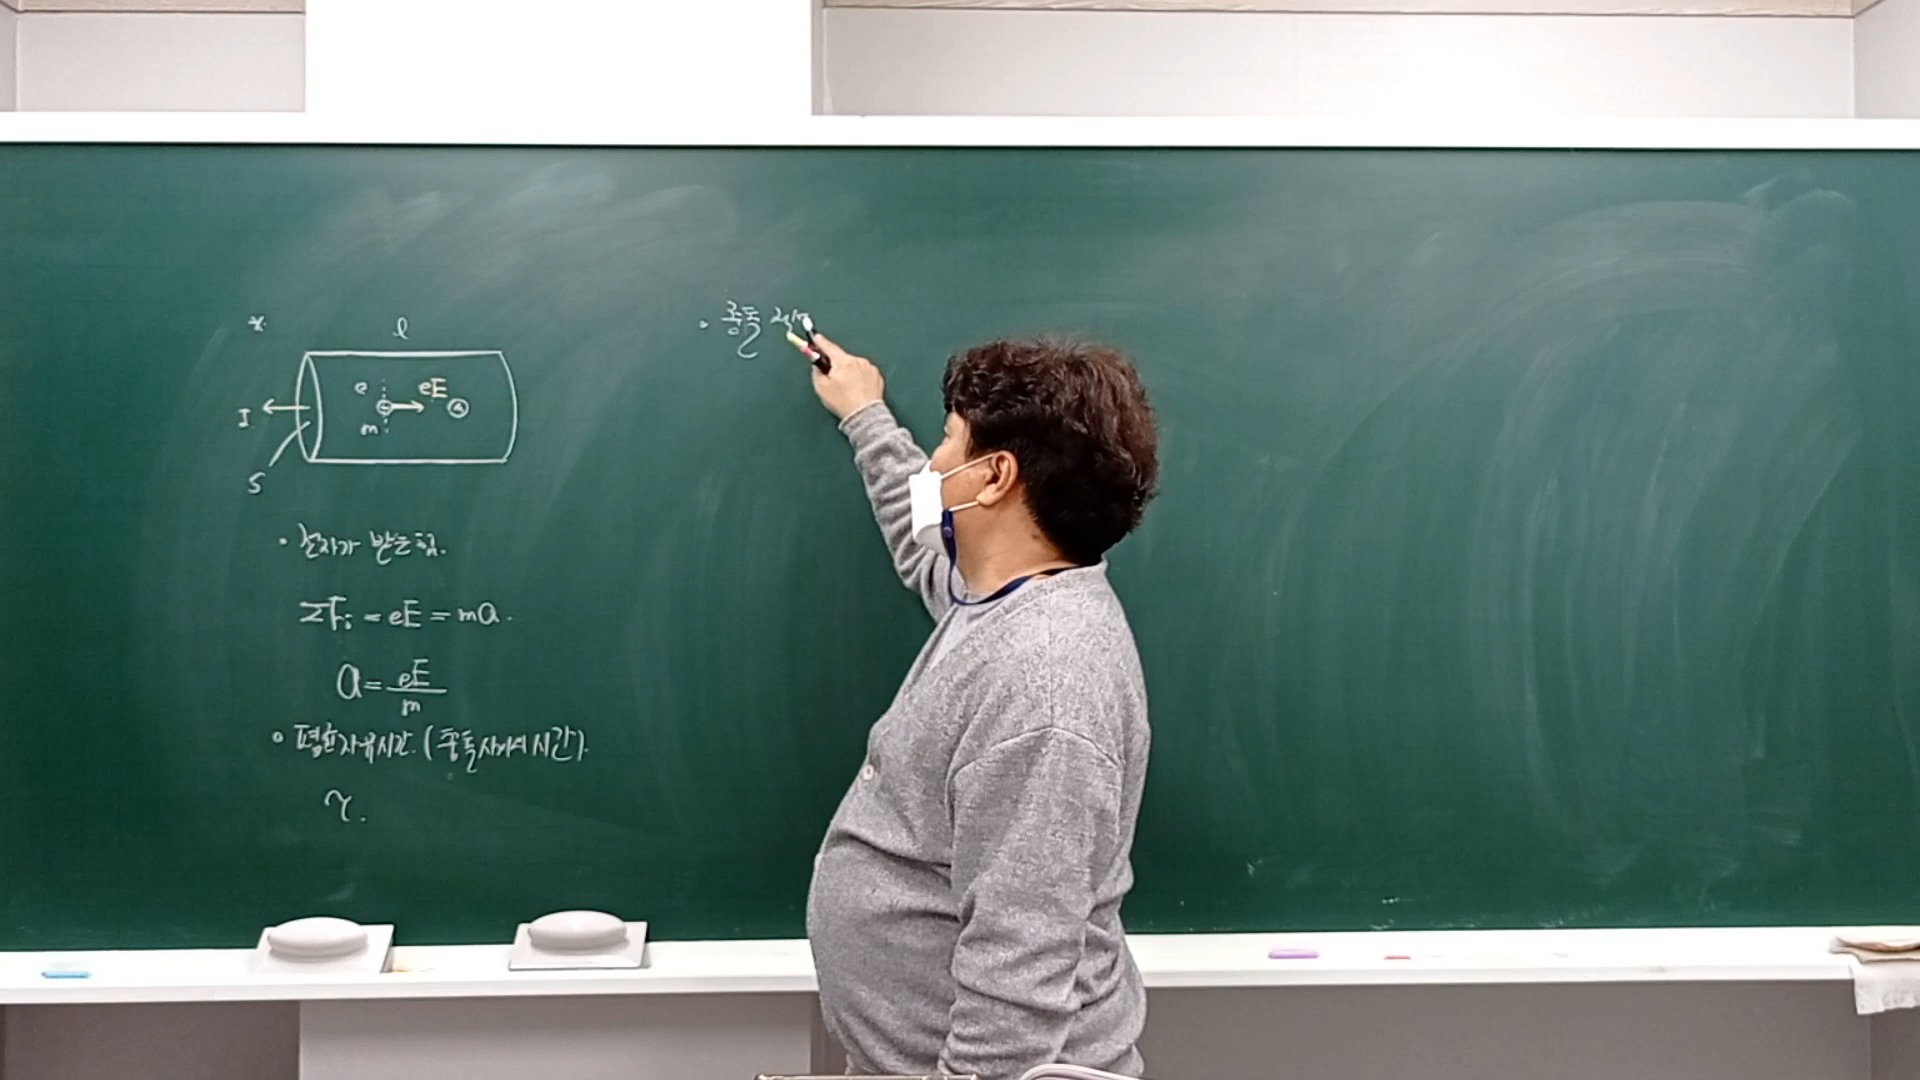 *
l
e
eE
I
m
S
• 전자가 받는 힘.
ΣFi = eE = ma.
a = eE/m
◦ 평균자유시간. (충돌사이의 시간).
τ.
• 충돌